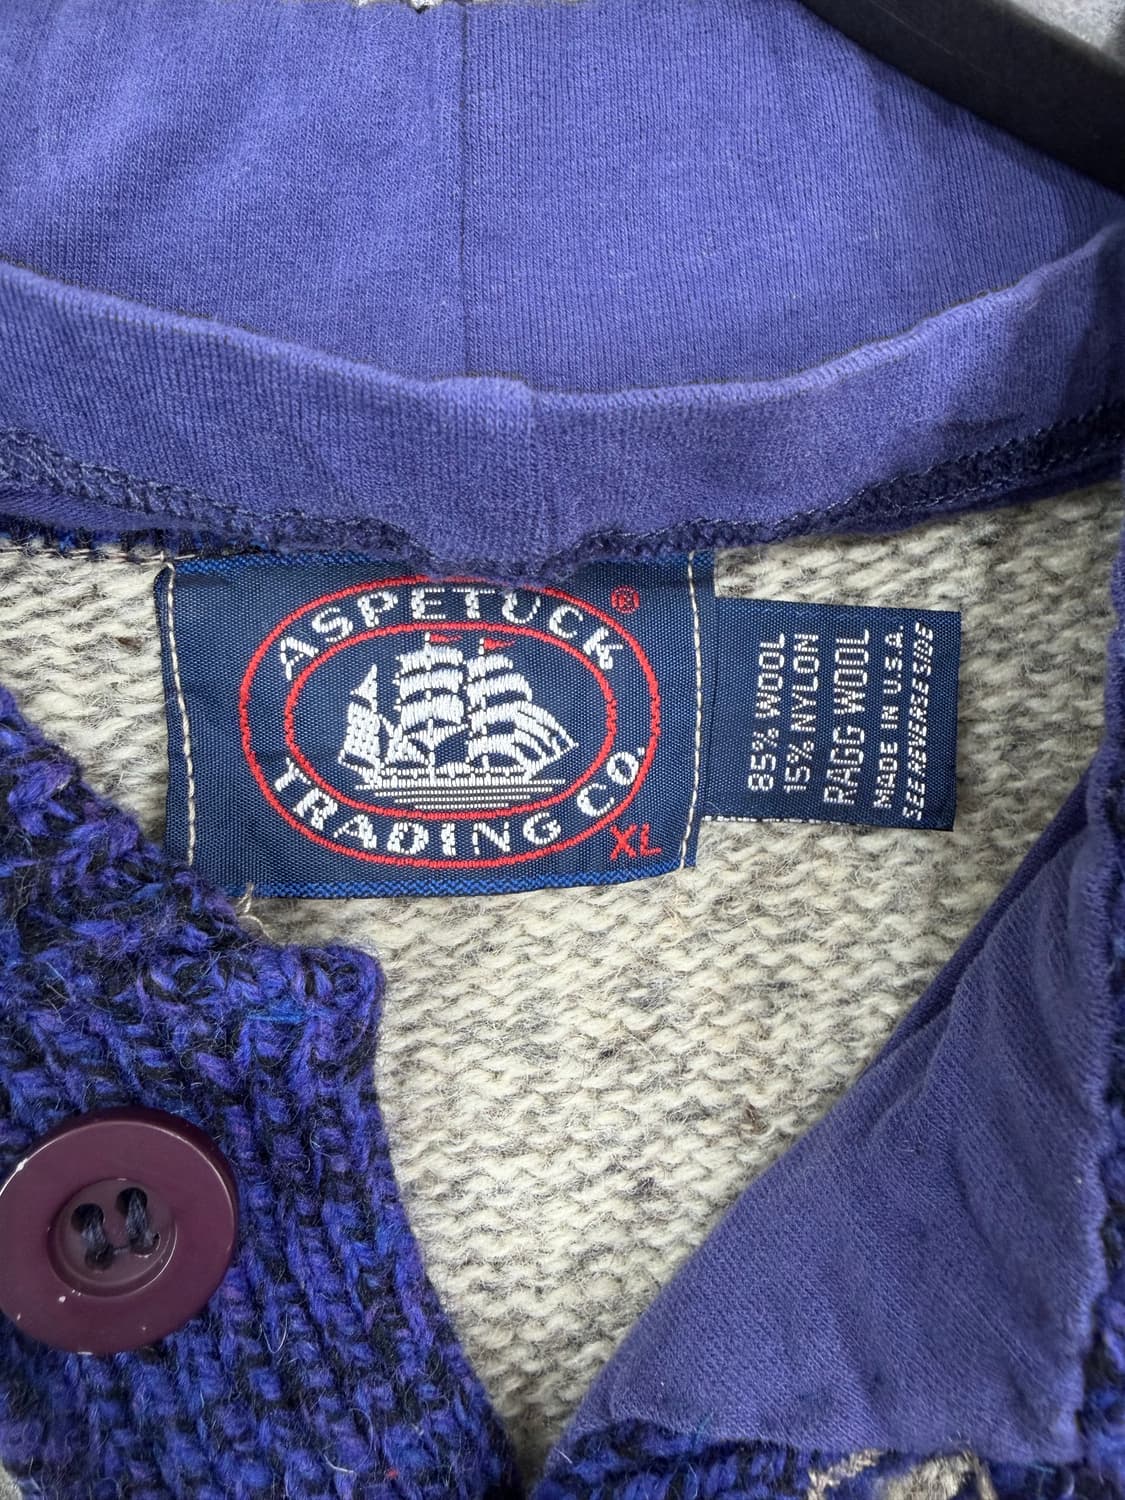 ASPETUCK ®
TRADING CO.
XL
85% WOOL
15% NYLON
RAGG WOOL
MADE IN U.S.A.
SEE REVERSE SIDE